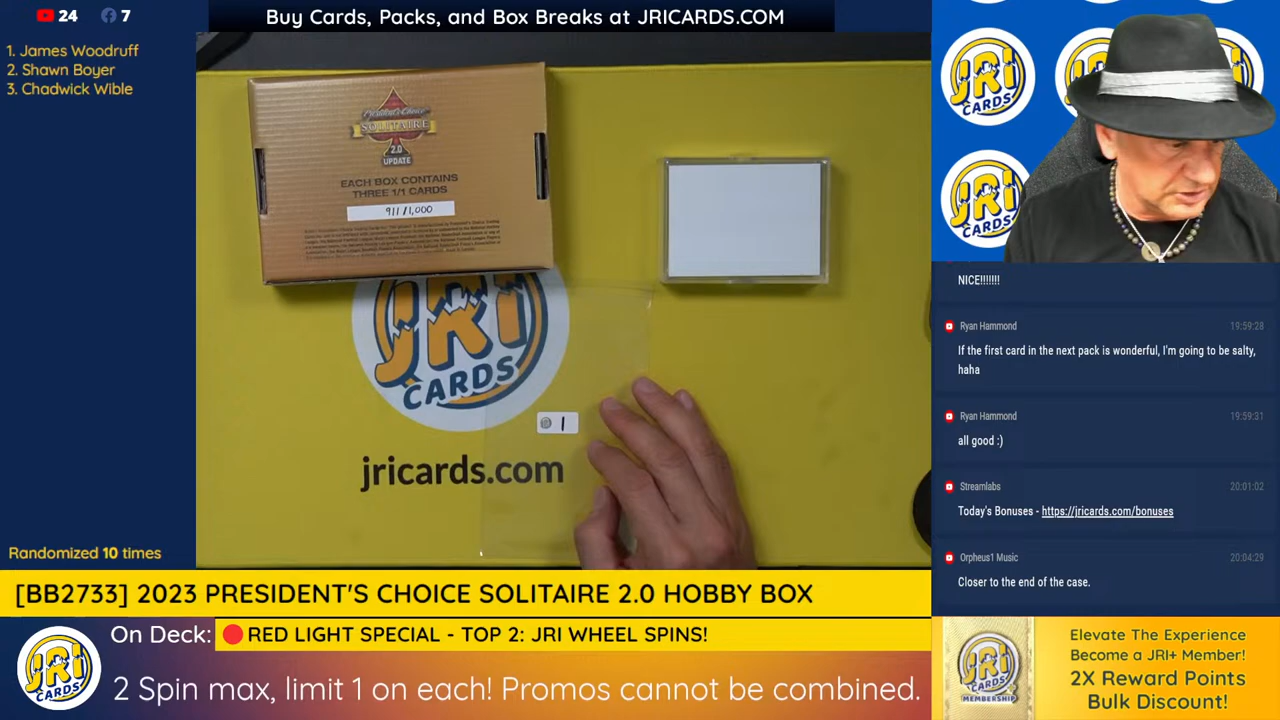 24 7
Buy Cards, Packs, and Box Breaks at JRICARDS.COM
1. James Woodruff
2. Shawn Boyer
3. Chadwick Wible
President's Choice
SOLITAIRE
2.0
UPDATE
EACH BOX CONTAINS
THREE 1/1 CARDS
911/1,000
JRI
CARDS
jricards.com
1
Randomized 10 times
JRI
CARDS
JRI
CARDS
NICE!!!!!!!
Ryan Hammond 19:59:28
If the first card in the next pack is wonderful, I'm going to be salty,
haha
Ryan Hammond 19:59:31
all good :)
Streamlabs 20:01:02
Today's Bonuses - https://jricards.com/bonuses
Orpheus1 Music 20:04:29
Closer to the end of the case.
[BB2733] 2023 PRESIDENT'S CHOICE SOLITAIRE 2.0 HOBBY BOX
On Deck: RED LIGHT SPECIAL - TOP 2: JRI WHEEL SPINS!
JRI
CARDS
2 Spin max, limit 1 on each! Promos cannot be combined.
JRI
CARDS
MEMBERSHIP
Elevate The Experience
Become a JRI+ Member!
2X Reward Points
Bulk Discount!